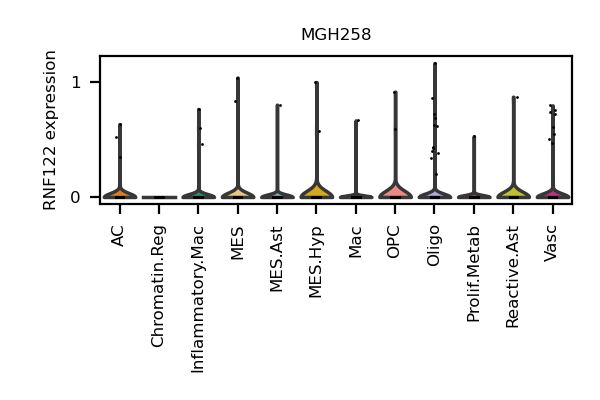 MGH258
RNF122 expression
1
0
AC
Chromatin.Reg
Inflammatory.Mac
MES
MES.Ast
MES.Hyp
Mac
OPC
Oligo
Prolif.Metab
Reactive.Ast
Vasc